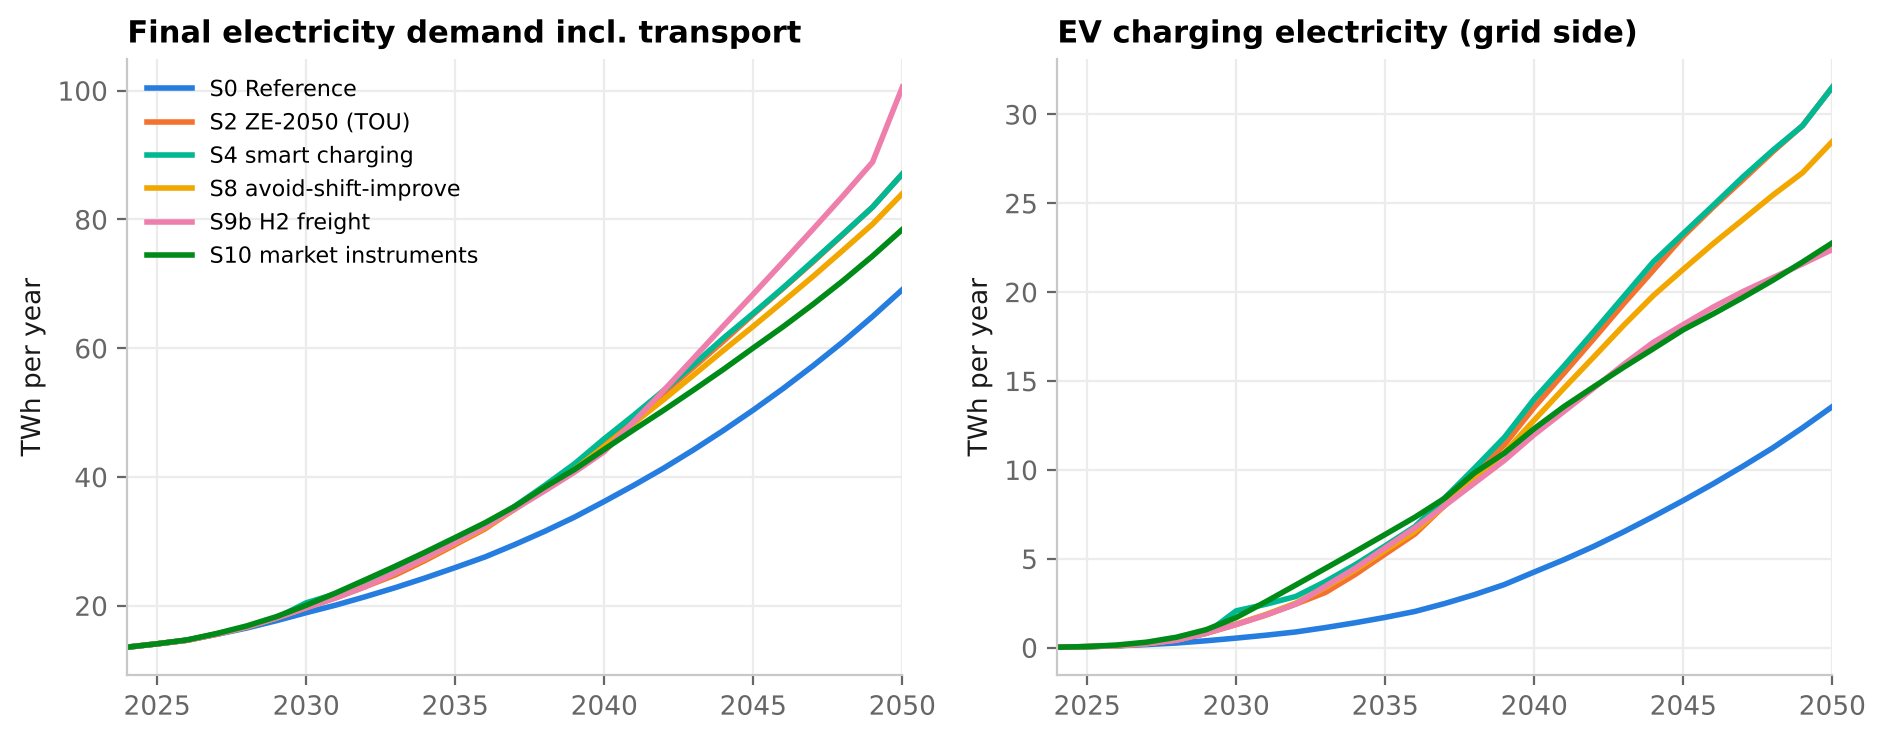 Final electricity demand incl. transport
TWh per year
100
80
60
40
20
S0 Reference
S2 ZE-2050 (TOU)
S4 smart charging
S8 avoid-shift-improve
S9b H2 freight
S10 market instruments
2025 2030 2035 2040 2045 2050
EV charging electricity (grid side)
TWh per year
30
25
20
15
10
5
0
2025 2030 2035 2040 2045 2050